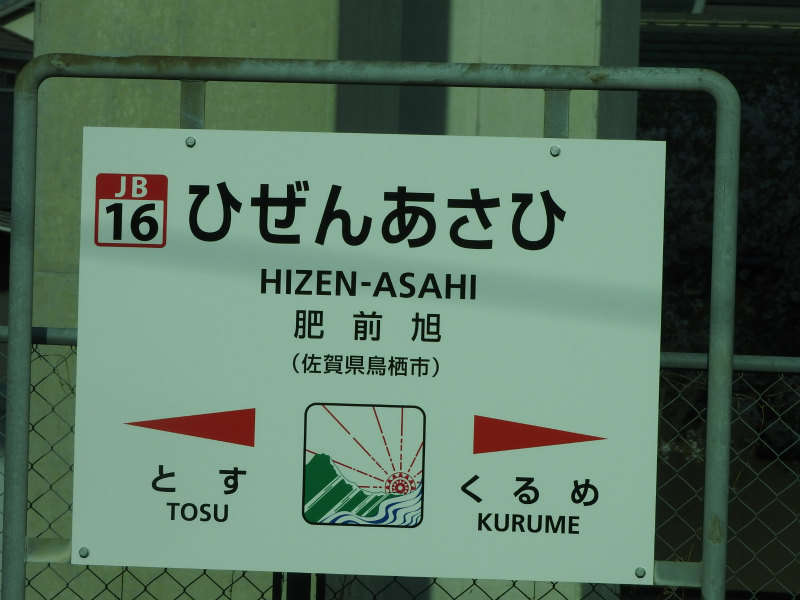 JB
16
ひぜんあさひ
HIZEN-ASAHI
肥前旭
(佐賀県鳥栖市)
とす
くるめ
TOSU
KURUME